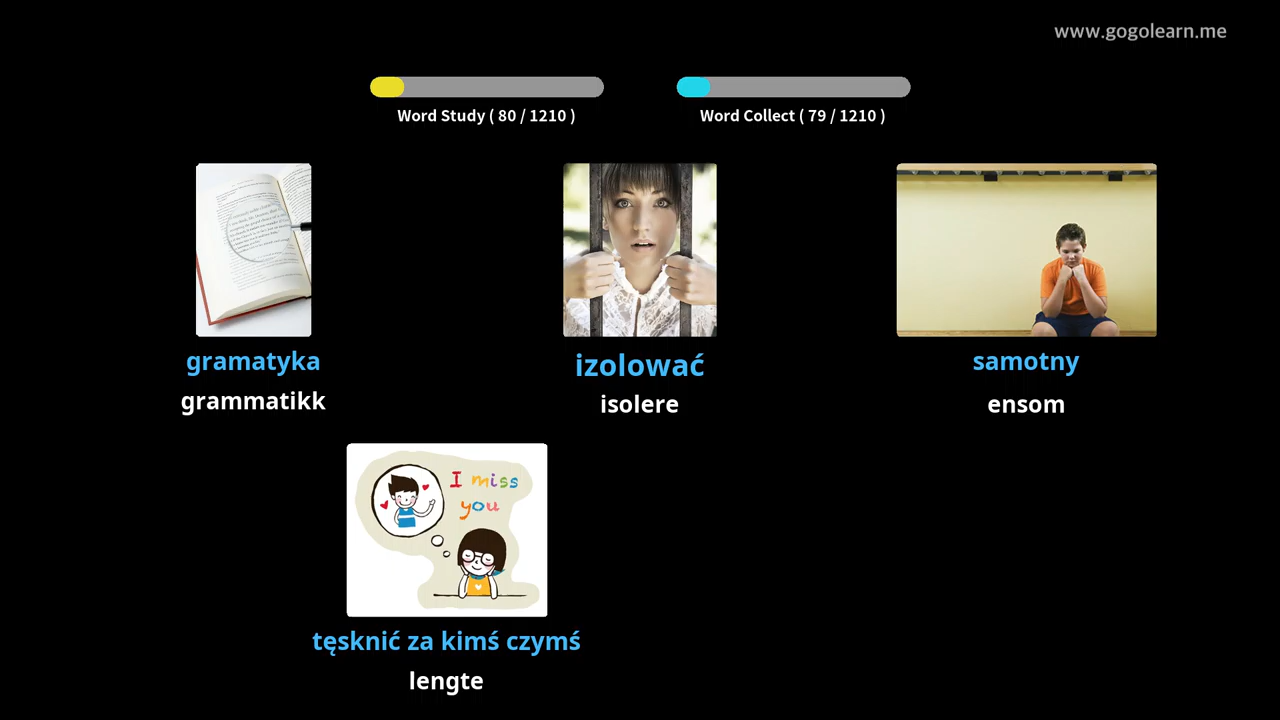 www.gogolearn.me
Word Study ( 80 / 1210 )
Word Collect ( 79 / 1210 )
gramatyka
grammatikk
izolować
isolere
samotny
ensom
I miss
you
tęsknić za kimś czymś
lengte